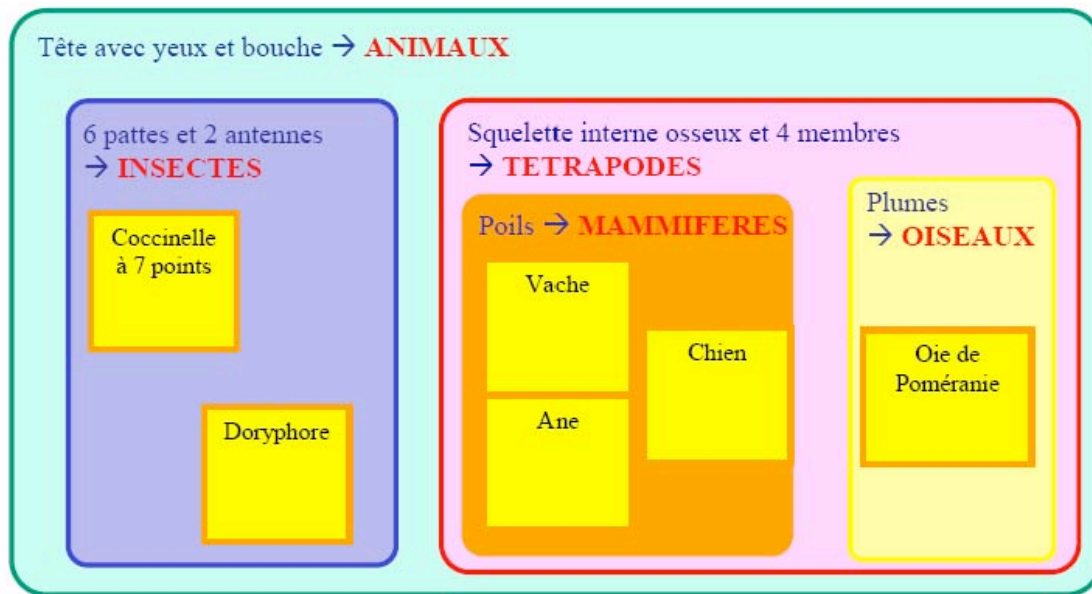 Tête avec yeux et bouche → ANIMAUX
6 pattes et 2 antennes
→ INSECTES
Coccinelle
à 7 points
Doryphore
Squelette interne osseux et 4 membres
→ TETRAPODES
Poils → MAMMIFERES
Vache
Ane
Chien
Plumes
→ OISEAUX
Oie de
Poméranie